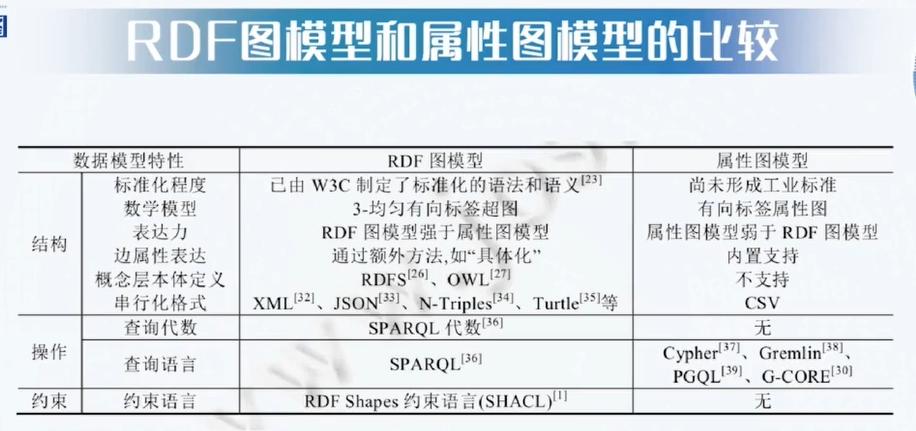 RDF图模型和属性图模型的比较
数据模型特性 RDF 图模型 属性图模型
标准化程度 已由 W3C 制定了标准化的语法和语义[23] 尚未形成工业标准
数学模型 3-均匀有向标签超图 有向标签属性图
表达力 RDF 图模型强于属性图模型 属性图模型弱于 RDF 图模型
结构 边属性表达 通过额外方法,如“具体化” 内置支持
概念层本体定义 RDFS[26]、OWL[27] 不支持
串行化格式 XML[32]、JSON[33]、N-Triples[34]、Turtle[35]等 CSV
查询代数 SPARQL 代数[36] 无
操作 查询语言 SPARQL[36] Cypher[37]、Gremlin[38]、
PGQL[39]、G-CORE[30]
约束 约束语言 RDF Shapes 约束语言(SHACL)[1] 无